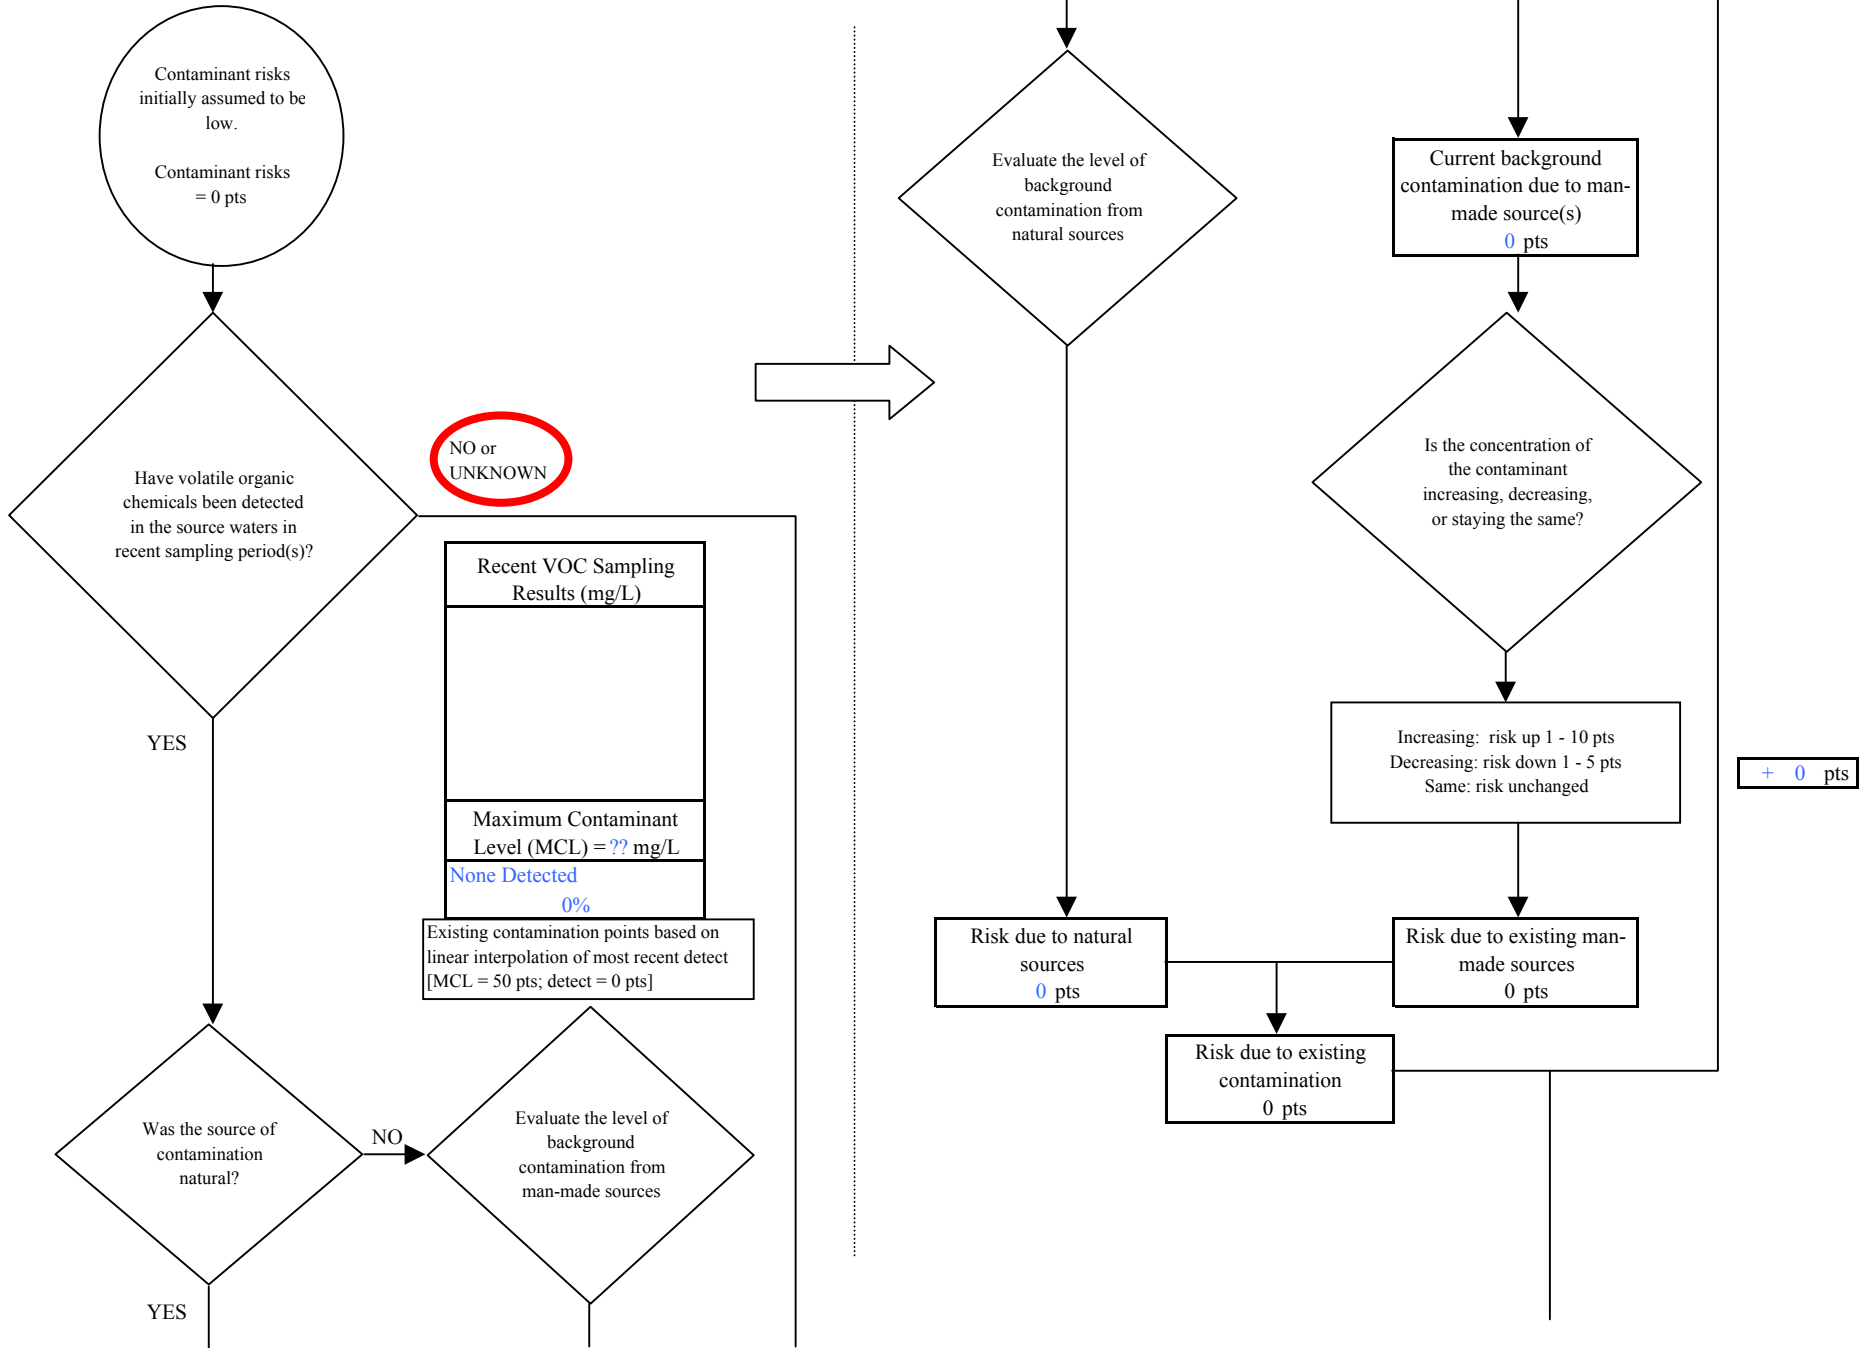 Contaminant risks
initially assumed to be
low.
Contaminant risks
= 0 pts
Have volatile organic
chemicals been detected
in the source waters in
recent sampling period(s)?
NO or
UNKNOWN
YES
Recent VOC Sampling
Results (mg/L)
Maximum Contaminant
Level (MCL) = ?? mg/L
None Detected
0%
Existing contamination points based on
linear interpolation of most recent detect
[MCL = 50 pts; detect = 0 pts]
Was the source of
contamination
natural?
NO
YES
Evaluate the level of
background
contamination from
man-made sources
Evaluate the level of
background
contamination from
natural sources
Current background
contamination due to man-
made source(s)
0 pts
Is the concentration of
the contaminant
increasing, decreasing,
or staying the same?
Increasing: risk up 1 - 10 pts
Decreasing: risk down 1 - 5 pts
Same: risk unchanged
+ 0 pts
Risk due to natural
sources
0 pts
Risk due to existing man-
made sources
0 pts
Risk due to existing
contamination
0 pts